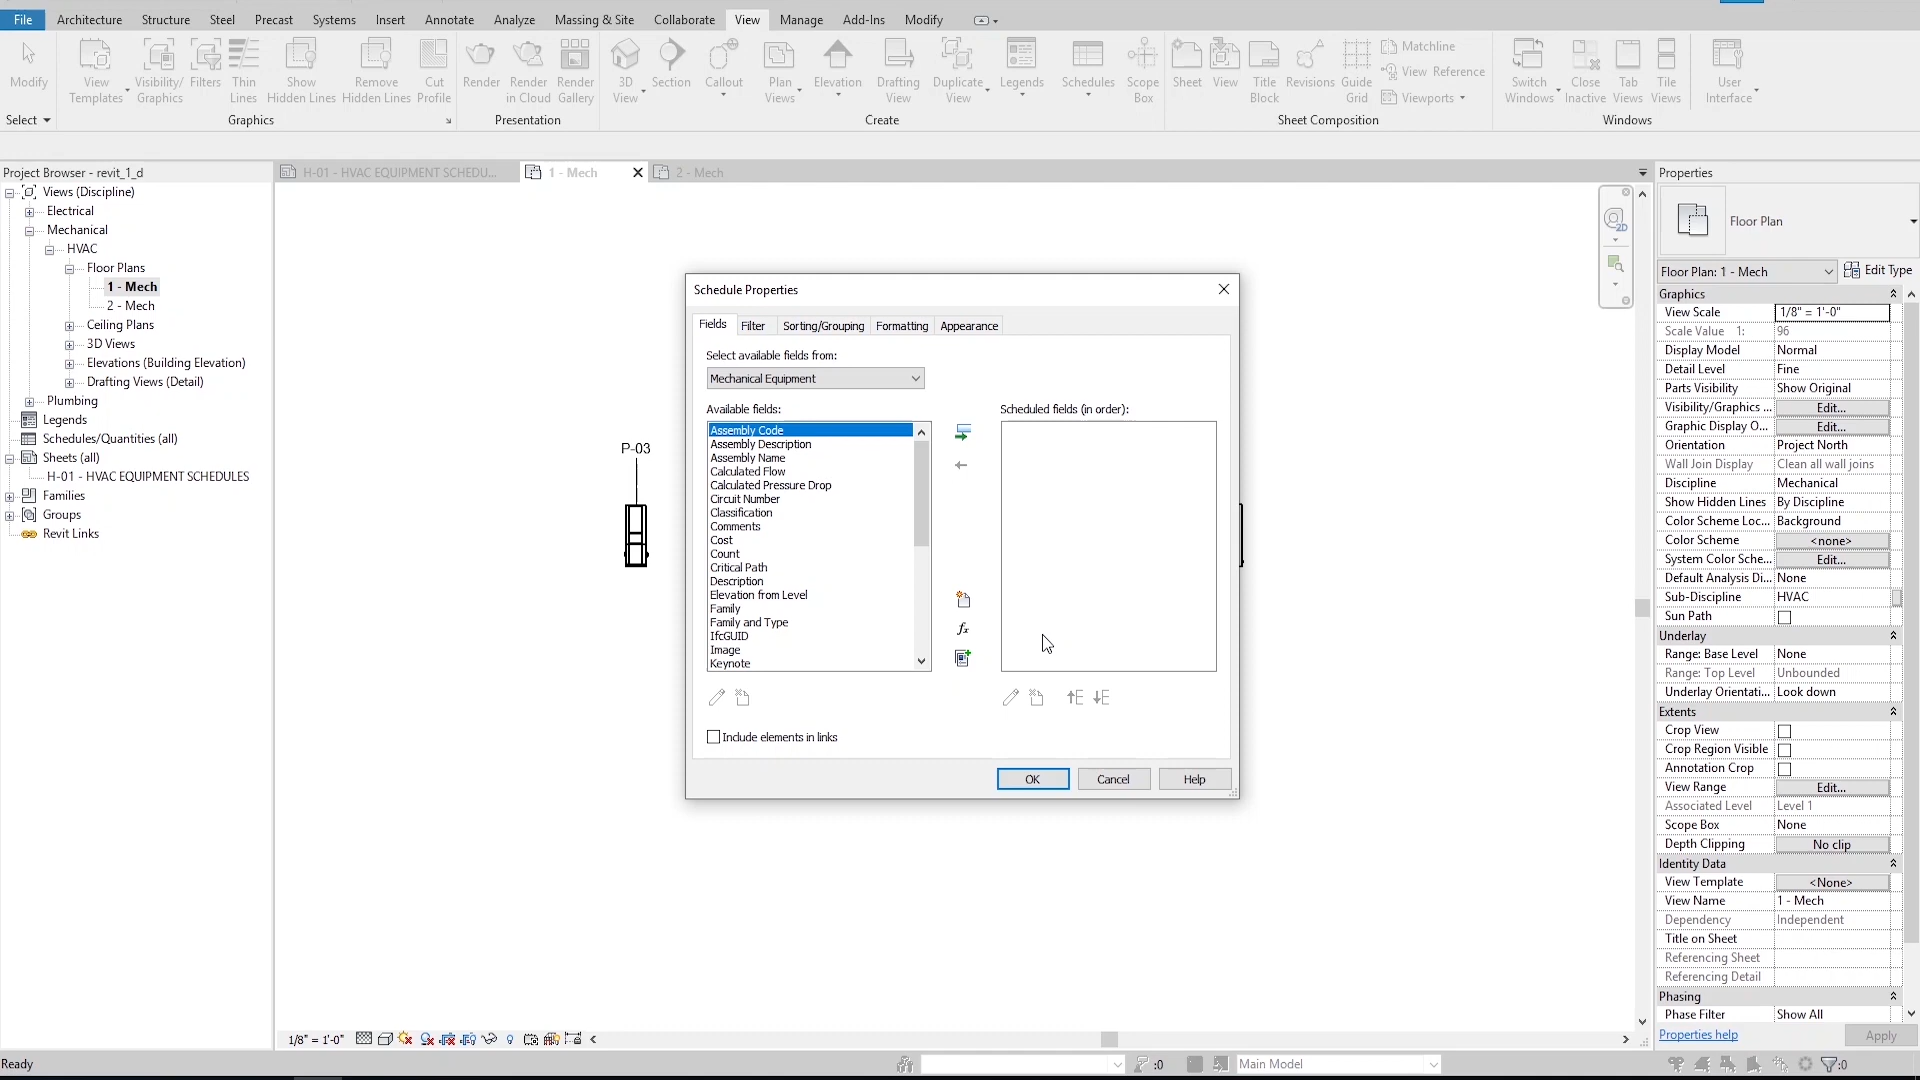 File Architecture Structure Steel Precast Systems Insert Annotate Analyze Massing & Site Collaborate View Manage Add-Ins Modify
Modify
View Templates
Visibility/ Graphics
Filters
Thin Lines
Show Hidden Lines
Remove Hidden Lines
Cut Profile
Render
Render in Cloud
Render Gallery
3D View
Section
Callout
Plan Views
Elevation
Drafting View
Duplicate View
Legends
Schedules
Scope Box
Sheet
View
Title Block
Revisions
Guide Grid
Matchline
View Reference
Viewports
Switch Windows
Close Inactive
Tab Views
Tile Views
User Interface
Select Graphics Presentation Create Sheet Composition Windows
Project Browser - revit_1_d
Views (Discipline)
Electrical
Mechanical
HVAC
Floor Plans
1 - Mech
2 - Mech
Ceiling Plans
3D Views
Elevations (Building Elevation)
Drafting Views (Detail)
Plumbing
Legends
Schedules/Quantities (all)
Sheets (all)
H-01 - HVAC EQUIPMENT SCHEDULES
Families
Groups
Revit Links
H-01 - HVAC EQUIPMENT SCHEDU...
1 - Mech
2 - Mech
P-03
Schedule Properties
Fields Filter Sorting/Grouping Formatting Appearance
Select available fields from:
Mechanical Equipment
Available fields:
Scheduled fields (in order):
Assembly Code
Assembly Description
Assembly Name
Calculated Flow
Calculated Pressure Drop
Circuit Number
Classification
Comments
Cost
Count
Critical Path
Description
Elevation from Level
Family
Family and Type
IfcGUID
Image
Keynote
fx
Include elements in links
OK Cancel Help
2D
Properties
Floor Plan
Floor Plan: 1 - Mech Edit Type
Graphics
View Scale 1/8" = 1'-0"
Scale Value 1: 96
Display Model Normal
Detail Level Fine
Parts Visibility Show Original
Visibility/Graphics ... Edit...
Graphic Display O... Edit...
Orientation Project North
Wall Join Display Clean all wall joins
Discipline Mechanical
Show Hidden Lines By Discipline
Color Scheme Loc... Background
Color Scheme <none>
System Color Sche... Edit...
Default Analysis Di... None
Sub-Discipline HVAC
Sun Path
Underlay
Range: Base Level None
Range: Top Level Unbounded
Underlay Orientati... Look down
Extents
Crop View
Crop Region Visible
Annotation Crop
View Range Edit...
Associated Level Level 1
Scope Box None
Depth Clipping No clip
Identity Data
View Template <None>
View Name 1 - Mech
Dependency Independent
Title on Sheet
Referencing Sheet
Referencing Detail
Phasing
Phase Filter Show All
Properties help Apply
1/8" = 1'-0"
Ready
:0
Main Model
:0